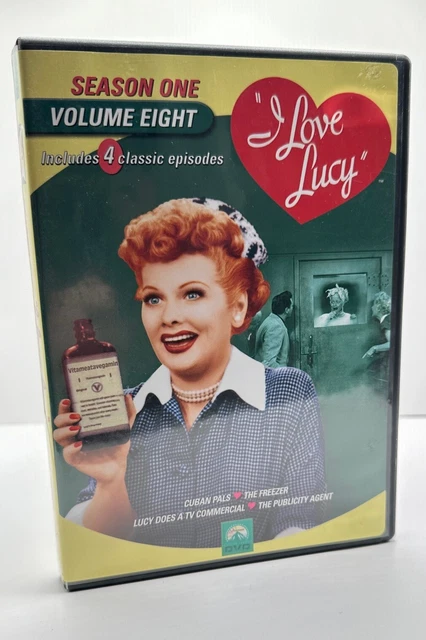 SEASON ONE
VOLUME EIGHT
Includes 4 classic episodes
"I Love
Lucy"
Vitameatavegamin
CUBAN PALS ♥ THE FREEZER
LUCY DOES A TV COMMERCIAL ♥ THE PUBLICITY AGENT
DVD